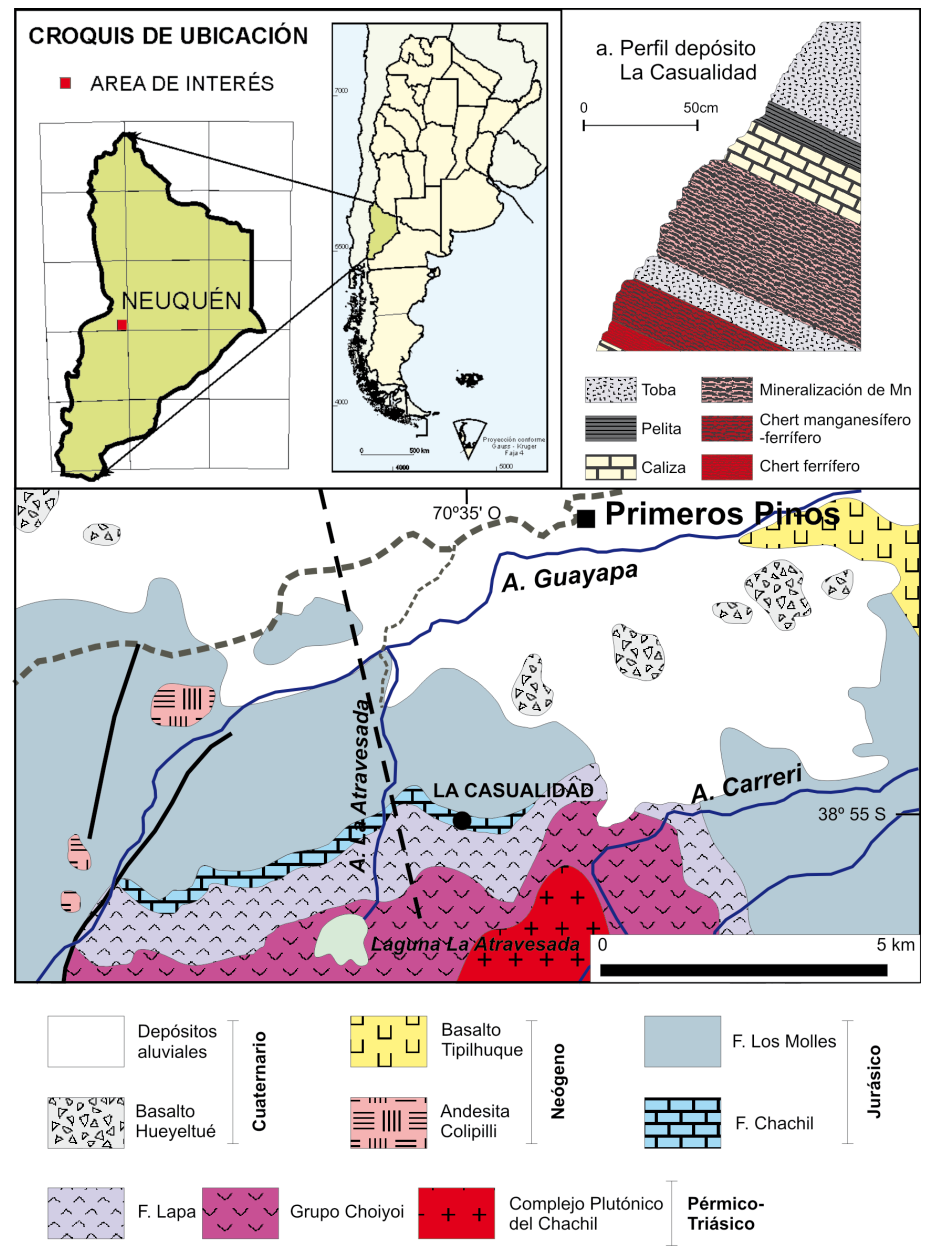 CROQUIS DE UBICACIÓN
AREA DE INTERÉS
NEUQUÉN
7000
5500
4000
0 500 km
4000
5000
Proyección conforme
Gauss - Kruger
Faja 4
a. Perfil depósito
La Casualidad
0 50cm
Toba
Mineralización de Mn
Pelita
Chert manganesífero
-ferrífero
Caliza
Chert ferrífero
70º35' O
Primeros Pinos
A. Guayapa
A. La Atravesada
LA CASUALIDAD
A. Carreri
38º 55 S
Laguna La Atravesada
0 5 km
Depósitos
aluviales
Basalto
Hueyeltué
Cuaternario
Basalto
Tipilhuque
Andesita
Colipilli
Neógeno
F. Los Molles
F. Chachil
Jurásico
F. Lapa
Grupo Choiyoi
Complejo Plutónico
del Chachil
Pérmico-
Triásico